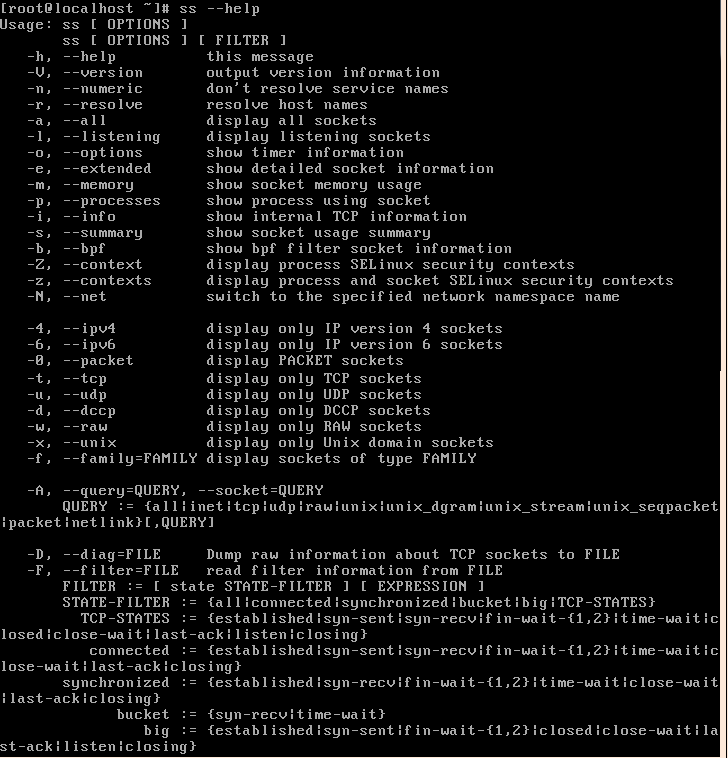 [root@localhost ~]# ss --help
Usage: ss [ OPTIONS ]
       ss [ OPTIONS ] [ FILTER ]
   -h, --help          this message
   -V, --version       output version information
   -n, --numeric       don't resolve service names
   -r, --resolve       resolve host names
   -a, --all           display all sockets
   -l, --listening     display listening sockets
   -o, --options       show timer information
   -e, --extended      show detailed socket information
   -m, --memory        show socket memory usage
   -p, --processes     show process using socket
   -i, --info          show internal TCP information
   -s, --summary       show socket usage summary
   -b, --bpf           show bpf filter socket information
   -Z, --context       display process SELinux security contexts
   -z, --contexts      display process and socket SELinux security contexts
   -N, --net           switch to the specified network namespace name

   -4, --ipv4          display only IP version 4 sockets
   -6, --ipv6          display only IP version 6 sockets
   -0, --packet        display PACKET sockets
   -t, --tcp           display only TCP sockets
   -u, --udp           display only UDP sockets
   -d, --dccp          display only DCCP sockets
   -w, --raw           display only RAW sockets
   -x, --unix          display only Unix domain sockets
   -f, --family=FAMILY display sockets of type FAMILY

   -A, --query=QUERY, --socket=QUERY
       QUERY := {all|inet|tcp|udp|raw|unix|unix_dgram|unix_stream|unix_seqpacket
|packet|netlink}[,QUERY]

   -D, --diag=FILE     Dump raw information about TCP sockets to FILE
   -F, --filter=FILE   read filter information from FILE
       FILTER := [ state STATE-FILTER ] [ EXPRESSION ]
       STATE-FILTER := {all|connected|synchronized|bucket|big|TCP-STATES}
         TCP-STATES := {established|syn-sent|syn-recv|fin-wait-{1,2}|time-wait|c
losed|close-wait|last-ack|listen|closing}
          connected := {established|syn-sent|syn-recv|fin-wait-{1,2}|time-wait|c
lose-wait|last-ack|closing}
       synchronized := {established|syn-recv|fin-wait-{1,2}|time-wait|close-wait
|last-ack|closing}
             bucket := {syn-recv|time-wait}
                big := {established|syn-sent|fin-wait-{1,2}|closed|close-wait|la
st-ack|listen|closing}